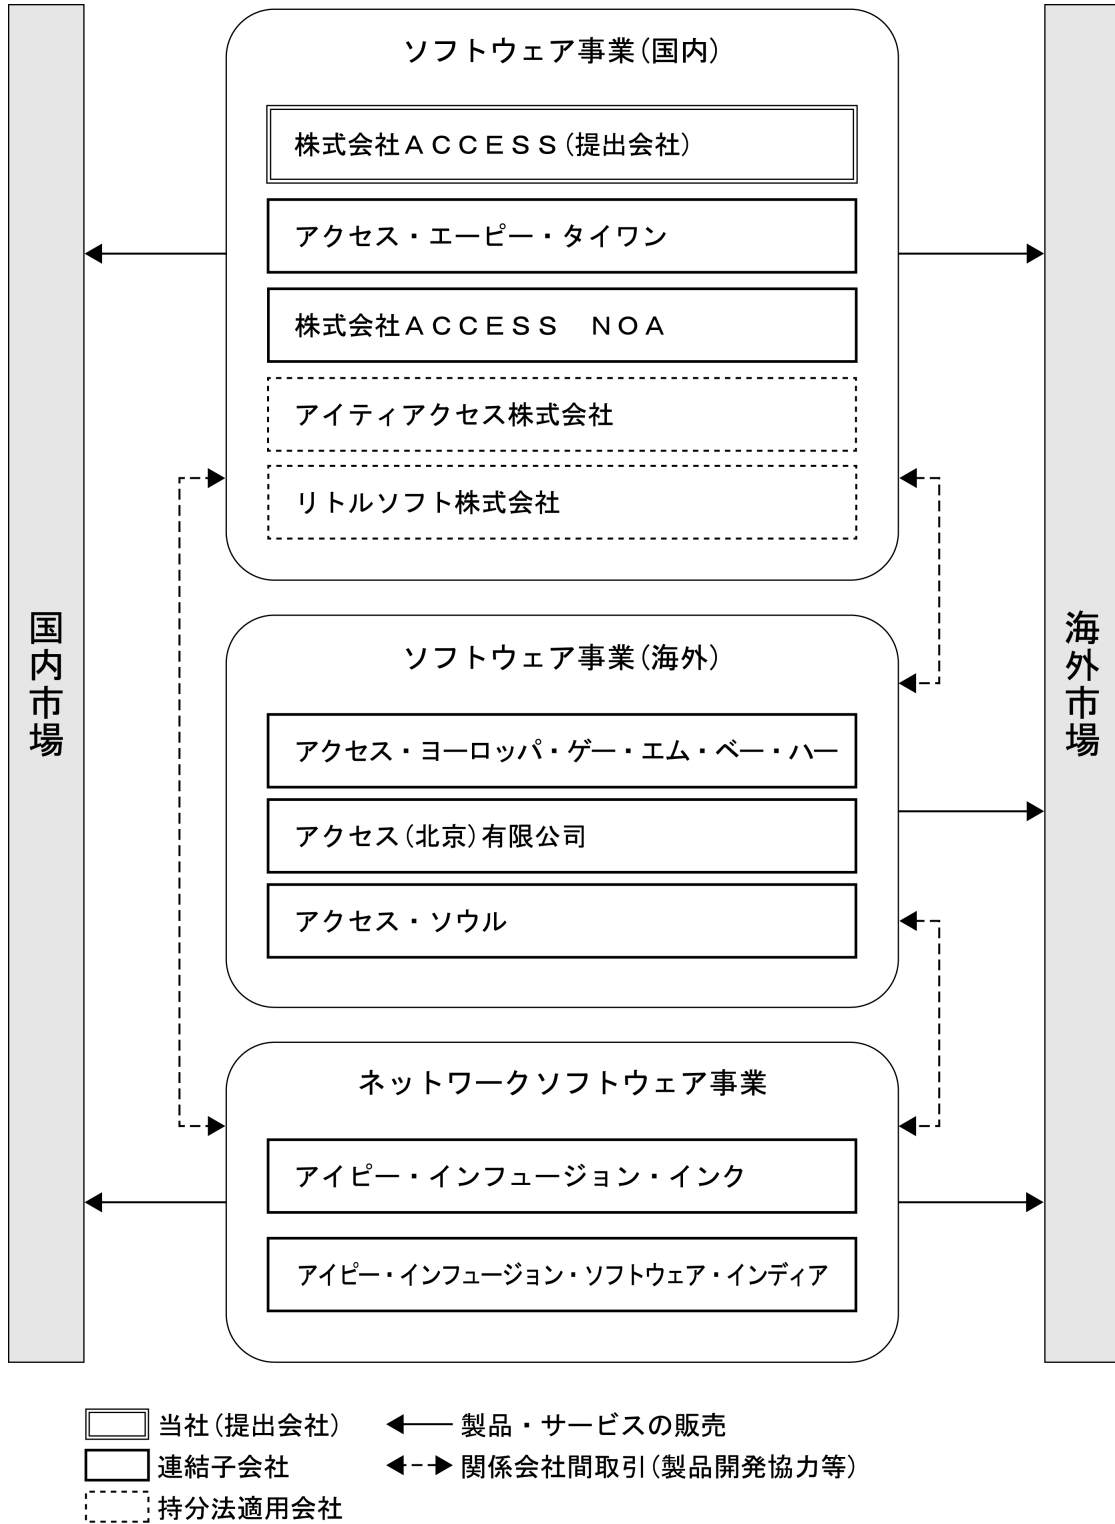 国内市場
ソフトウェア事業(国内)
株式会社ＡＣＣＥＳＳ(提出会社)
アクセス・エーピー・タイワン
株式会社ＡＣＣＥＳＳ　ＮＯＡ
アイティアクセス株式会社
リトルソフト株式会社
ソフトウェア事業(海外)
アクセス・ヨーロッパ・ゲー・エム・ベー・ハー
アクセス(北京)有限公司
アクセス・ソウル
ネットワークソフトウェア事業
アイピー・インフュージョン・インク
アイピー・インフュージョン・ソフトウェア・インディア
海外市場
当社(提出会社)
連結子会社
持分法適用会社
製品・サービスの販売
関係会社間取引(製品開発協力等)